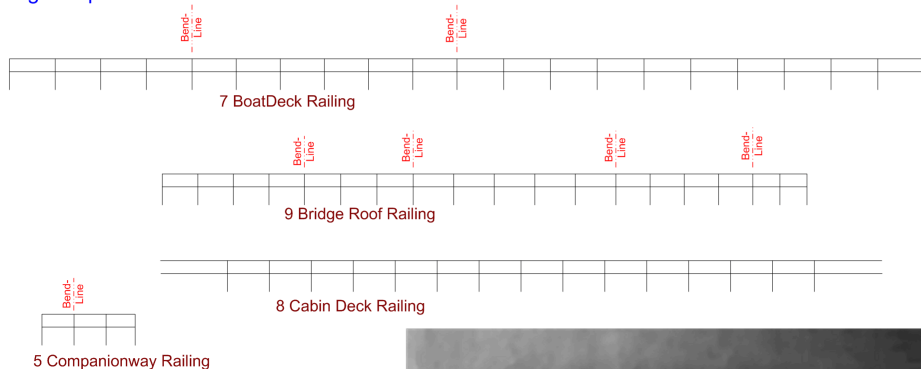 Bend-
Line
Bend-
Line
7 BoatDeck Railing
Bend-
Line
Bend-
Line
Bend-
Line
Bend-
Line
9 Bridge Roof Railing
Bend-
Line
8 Cabin Deck Railing
5 Companionway Railing